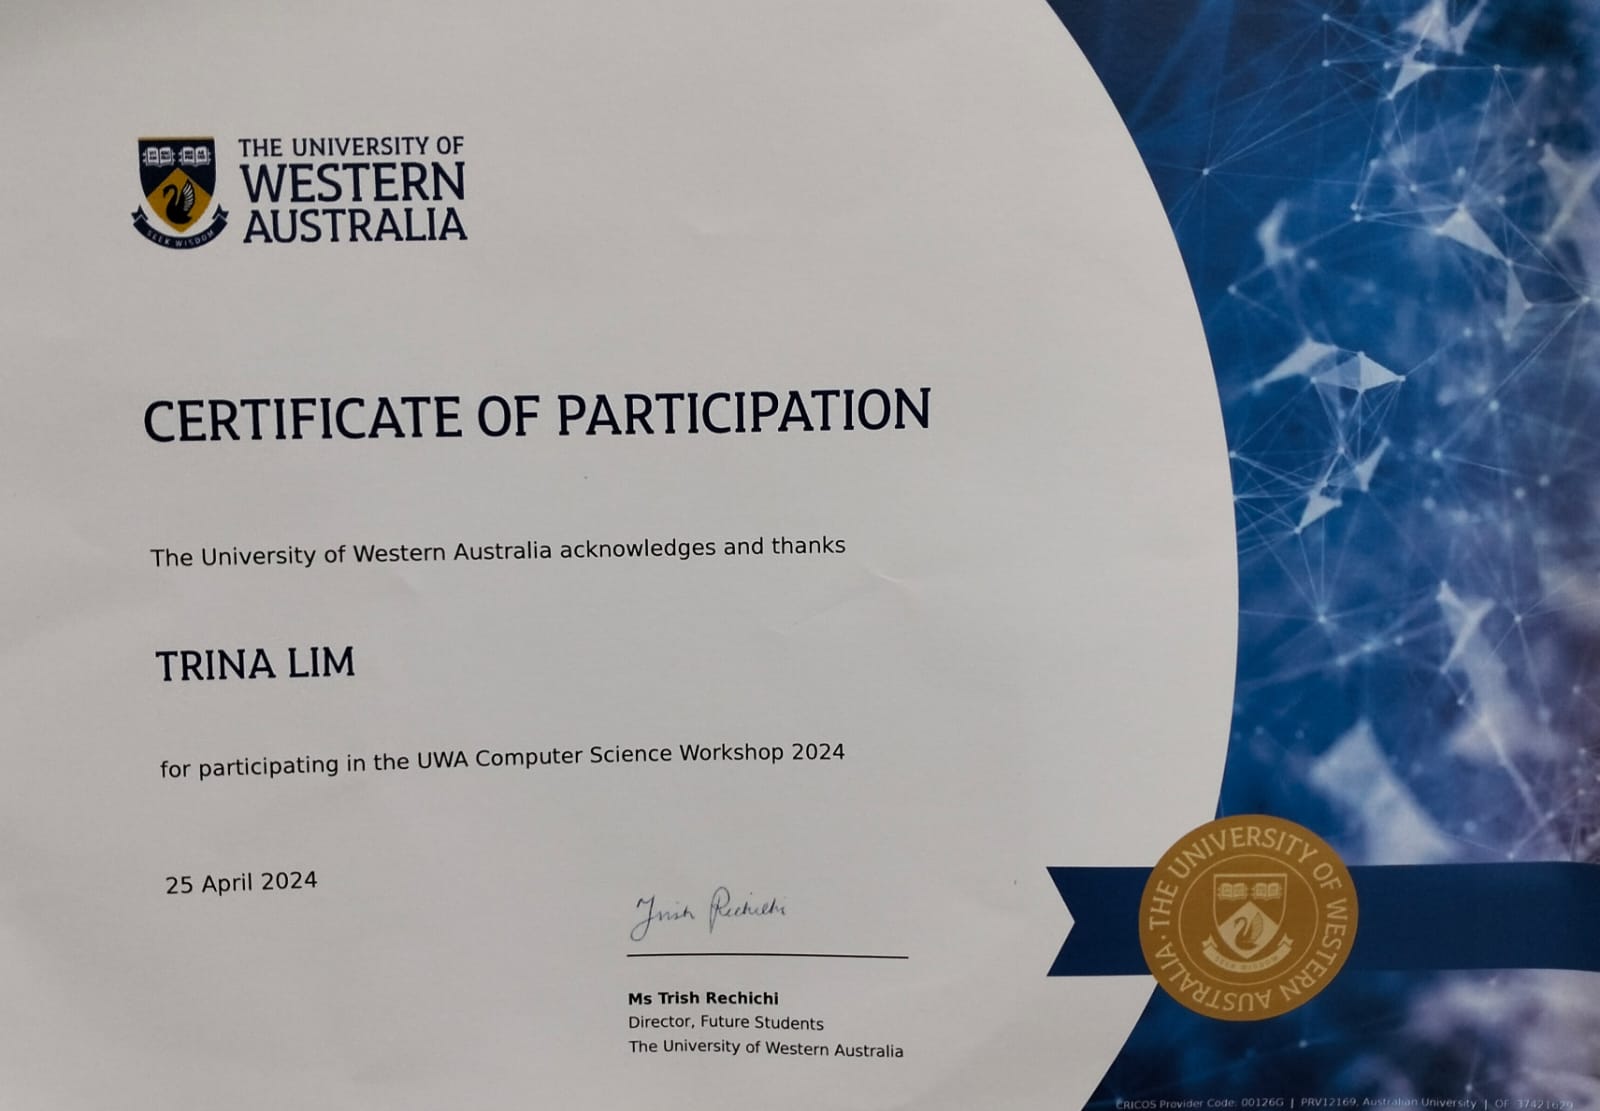 THE UNIVERSITY OF
WESTERN
AUSTRALIA
SEEK WISDOM
CERTIFICATE OF PARTICIPATION
The University of Western Australia acknowledges and thanks
TRINA LIM
for participating in the UWA Computer Science Workshop 2024
25 April 2024
Trish Rechichi
Ms Trish Rechichi
Director, Future Students
The University of Western Australia
THE UNIVERSITY OF WESTERN AUSTRALIA
SEEK WISDOM
CRICOS Provider Code: 00126G | PRV12169, Australian University | OF